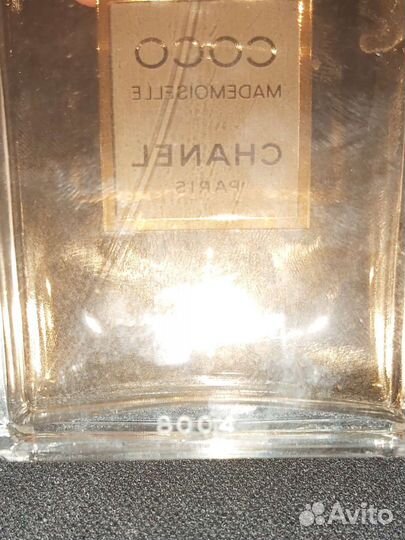 COCO
MADEMOISELLE
CHANEL
PARIS
8004
Avito